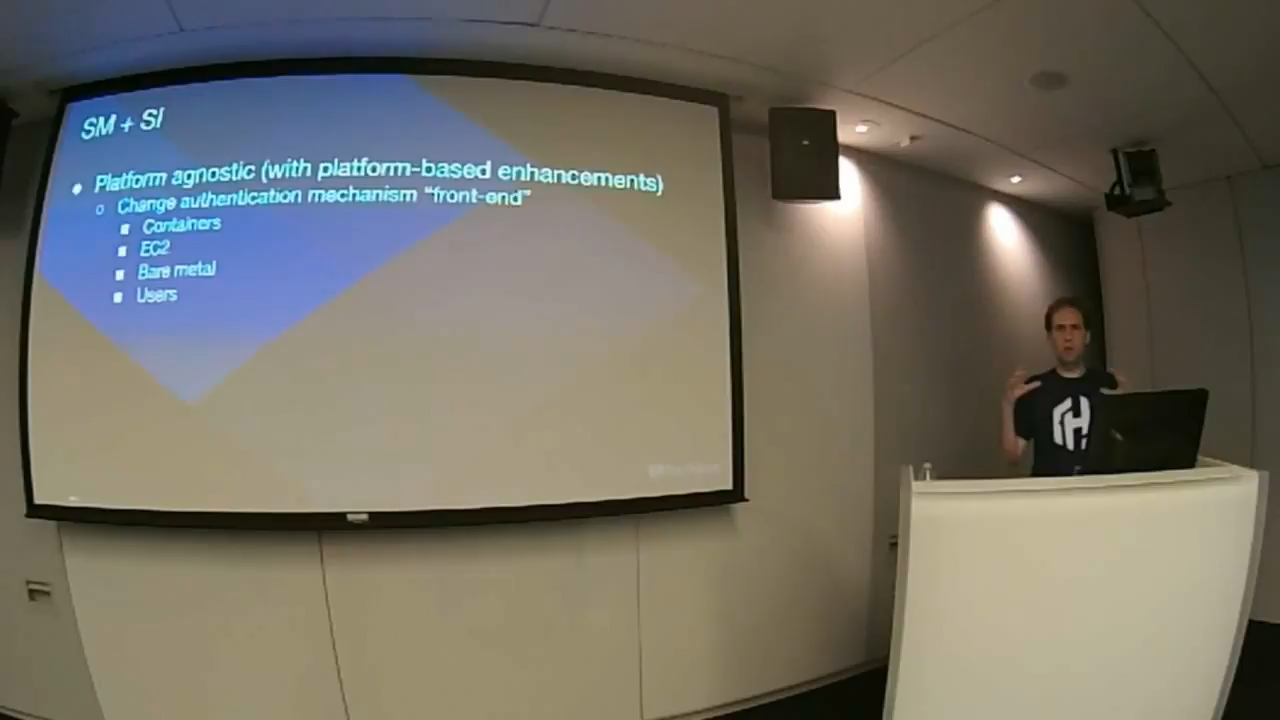 SM + SI
Platform agnostic (with platform-based enhancements)
Change authentication mechanism "front-end"
Containers
EC2
Bare metal
Users
H